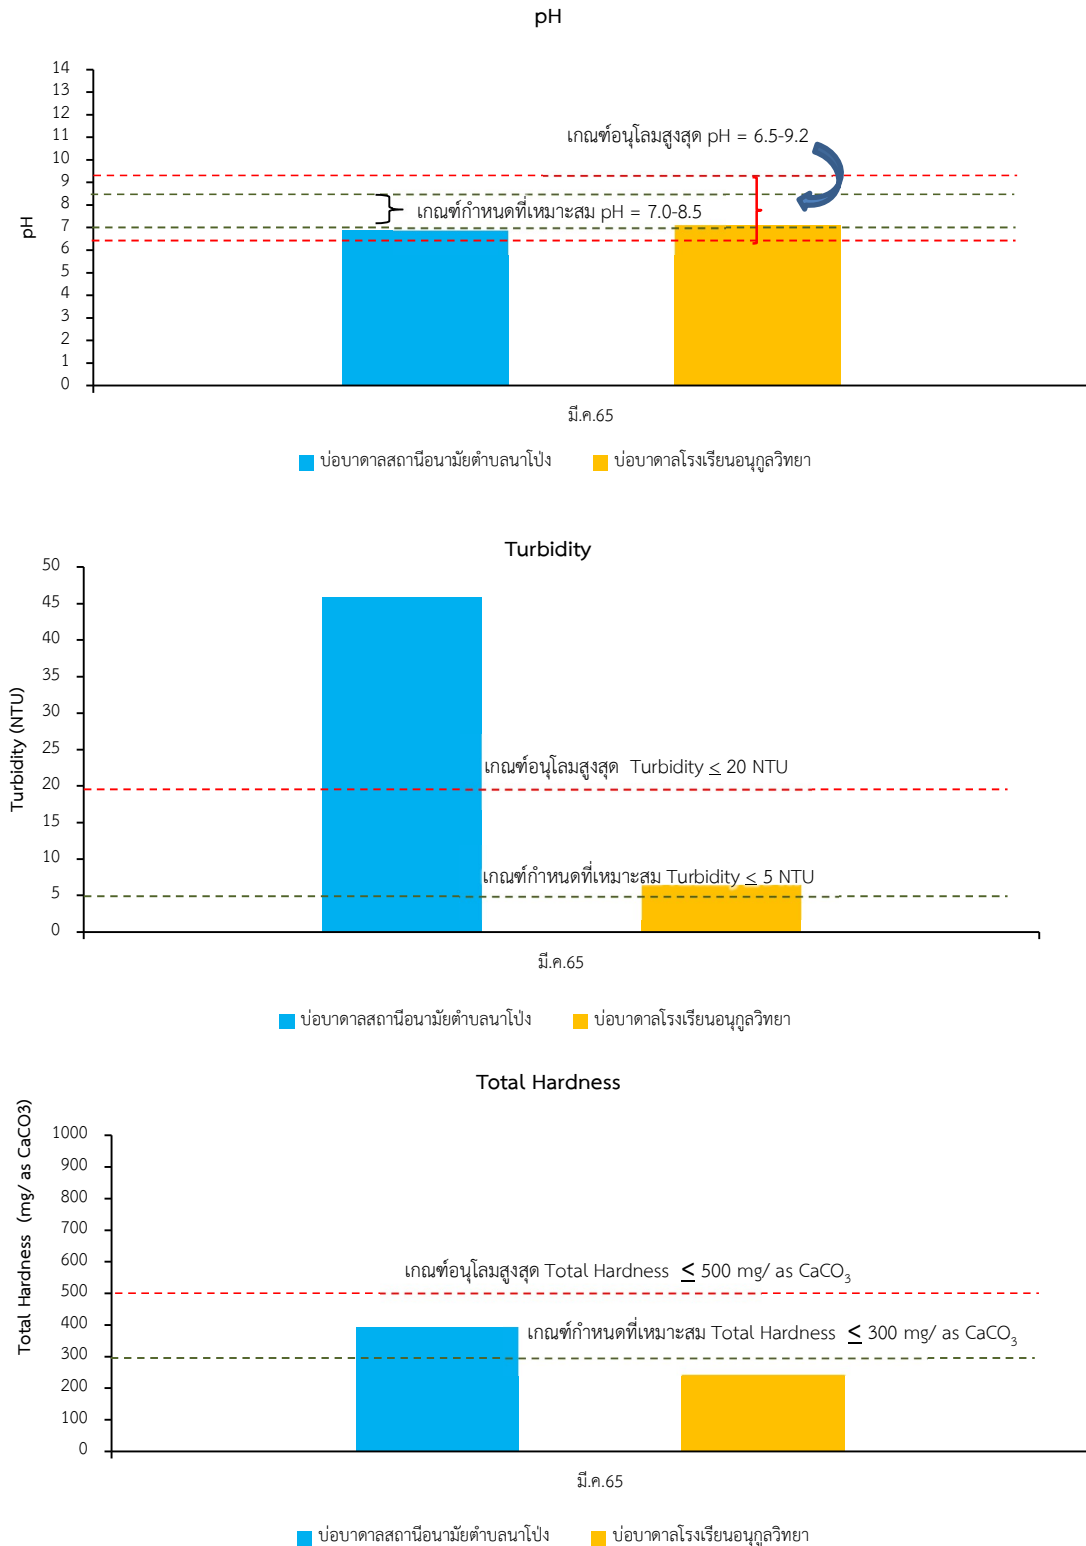 pH
14
13
12
11
10
9
8
7
6
5
4
3
2
1
0
pH
เกณฑ์อนุโลมสูงสุด pH = 6.5-9.2
เกณฑ์กำหนดที่เหมาะสม pH = 7.0-8.5
มี.ค.65
บ่อบาดาลสถานีอนามัยตำบลนาโป่ง บ่อบาดาลโรงเรียนอนุกูลวิทยา
Turbidity
50
45
40
35
30
25
20
15
10
5
0
Turbidity (NTU)
เกณฑ์อนุโลมสูงสุด Turbidity ≤ 20 NTU
เกณฑ์กำหนดที่เหมาะสม Turbidity ≤ 5 NTU
มี.ค.65
บ่อบาดาลสถานีอนามัยตำบลนาโป่ง บ่อบาดาลโรงเรียนอนุกูลวิทยา
Total Hardness
1000
900
800
700
600
500
400
300
200
100
0
Total Hardness (mg/ as CaCO3)
เกณฑ์อนุโลมสูงสุด Total Hardness ≤ 500 mg/ as CaCO₃
เกณฑ์กำหนดที่เหมาะสม Total Hardness ≤ 300 mg/ as CaCO₃
มี.ค.65
บ่อบาดาลสถานีอนามัยตำบลนาโป่ง บ่อบาดาลโรงเรียนอนุกูลวิทยา